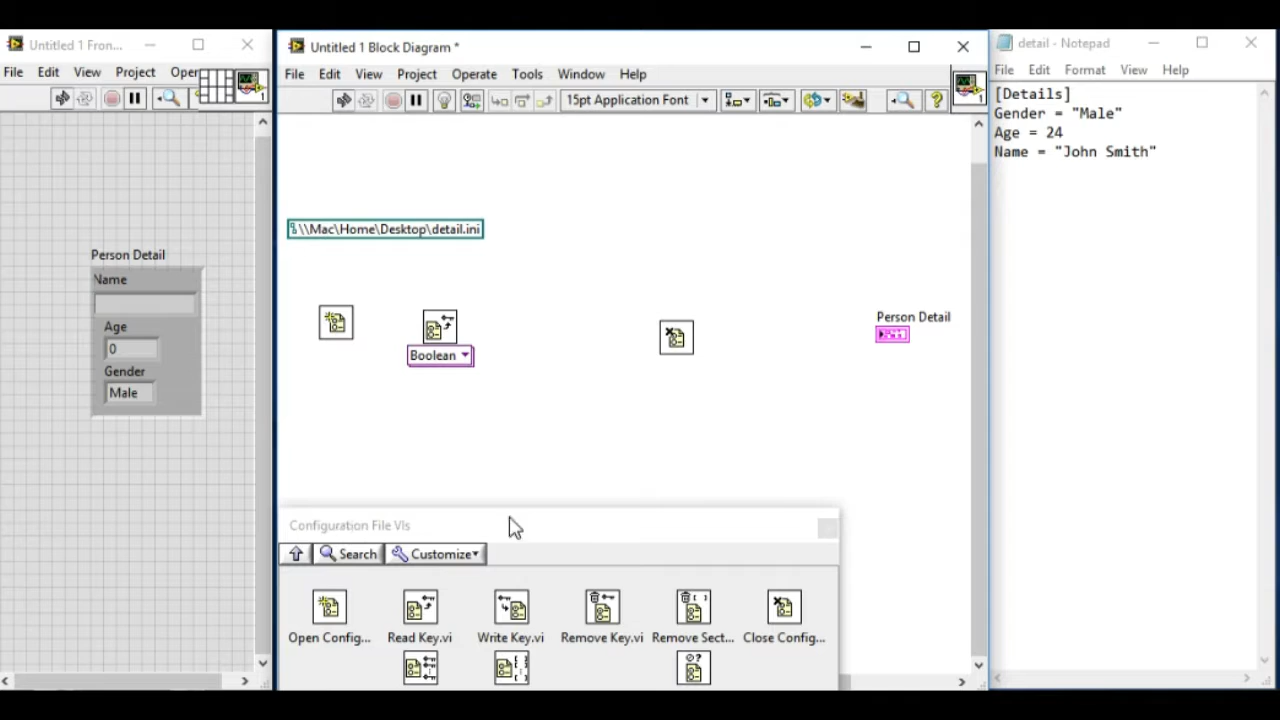 Untitled 1 Fron...
File Edit View Project Oper
1
Person Detail
Name
Age
0
Gender
Male
Untitled 1 Block Diagram *
File Edit View Project Operate Tools Window Help
15pt Application Font
?
1
\\Mac\Home\Desktop\detail.ini
Boolean
Person Detail
Configuration File VIs
Search Customize
Open Config... Read Key.vi Write Key.vi Remove Key.vi Remove Sect... Close Config...
detail - Notepad
File Edit Format View Help
[Details]
Gender = "Male"
Age = 24
Name = "John Smith"